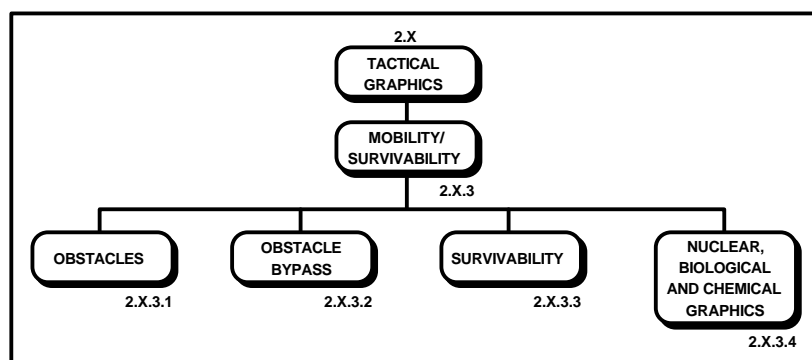 2.X
TACTICAL
GRAPHICS
MOBILITY/
SURVIVABILITY
2.X.3
OBSTACLES
2.X.3.1
OBSTACLE
BYPASS
2.X.3.2
SURVIVABILITY
2.X.3.3
NUCLEAR,
BIOLOGICAL
AND CHEMICAL
GRAPHICS
2.X.3.4